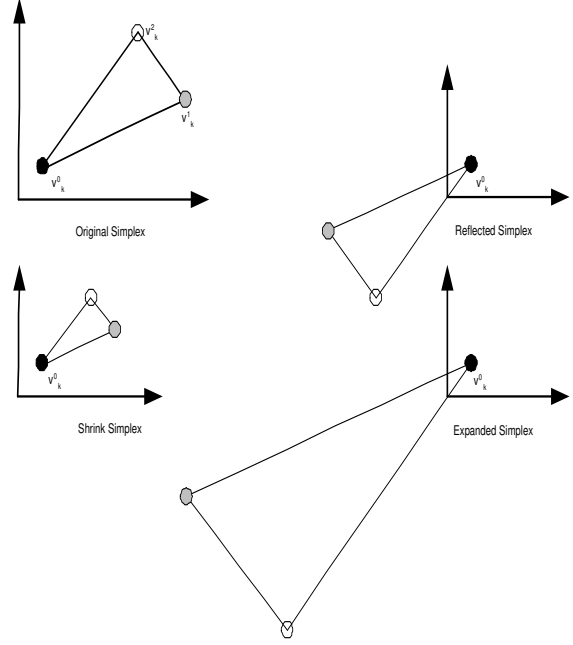 v²ₖ
v¹ₖ
v⁰ₖ
Original Simplex
v⁰ₖ
Reflected Simplex
v⁰ₖ
Shrink Simplex
v⁰ₖ
Expanded Simplex